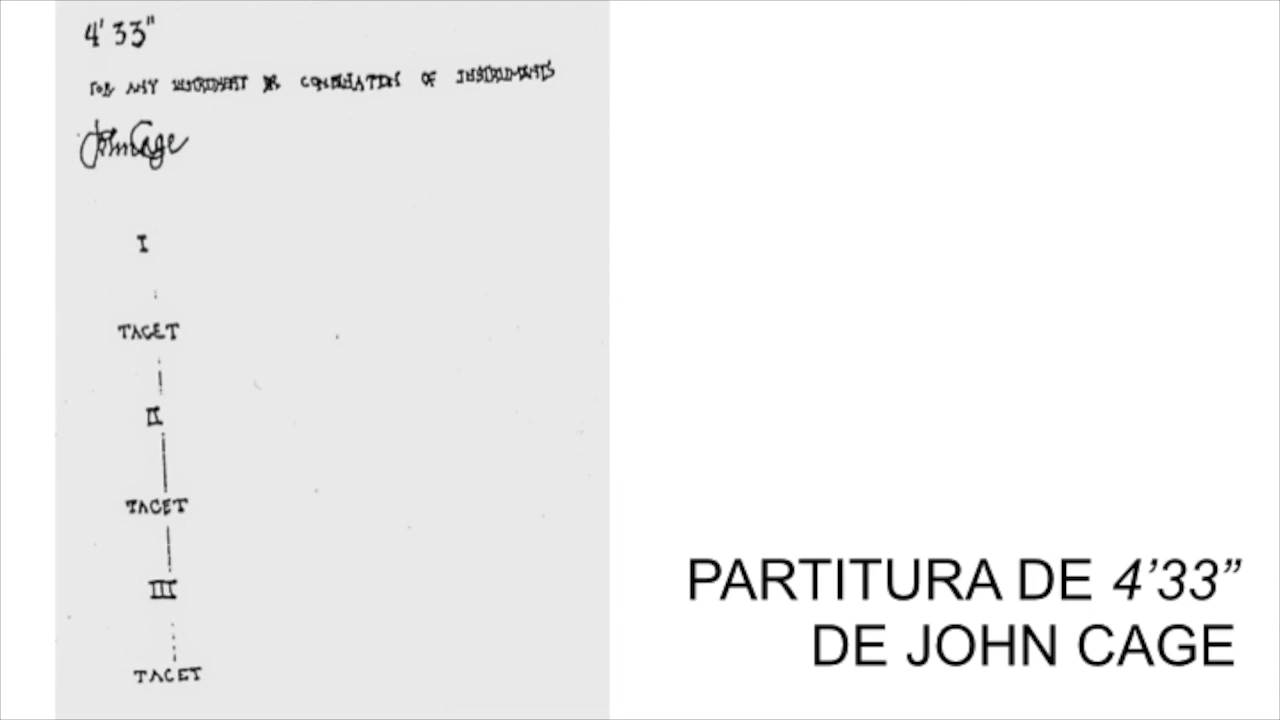 4'33"
FOR ANY INSTRUMENT OR COMBINATION OF INSTRUMENTS
John Cage
I
TACET
II
TACET
III
TACET
PARTITURA DE 4’33”
DE JOHN CAGE